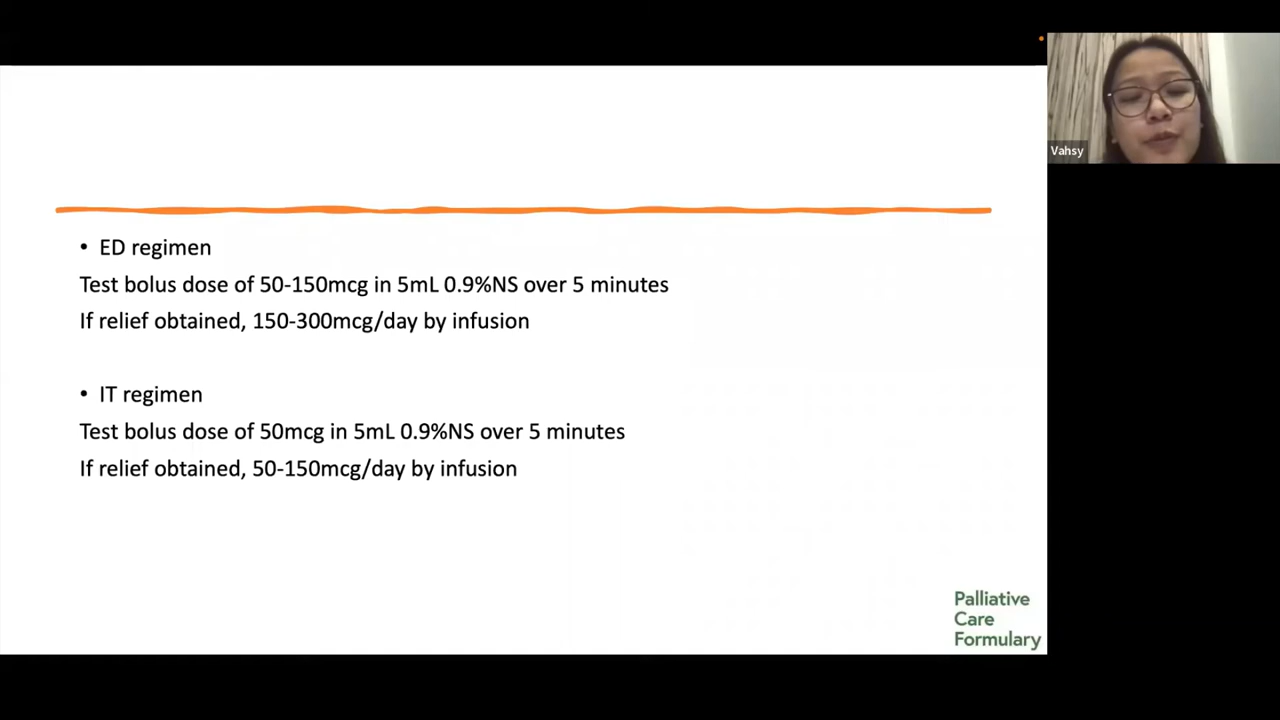 Vahsy
• ED regimen
Test bolus dose of 50-150mcg in 5mL 0.9%NS over 5 minutes
If relief obtained, 150-300mcg/day by infusion
• IT regimen
Test bolus dose of 50mcg in 5mL 0.9%NS over 5 minutes
If relief obtained, 50-150mcg/day by infusion
Palliative
Care
Formulary